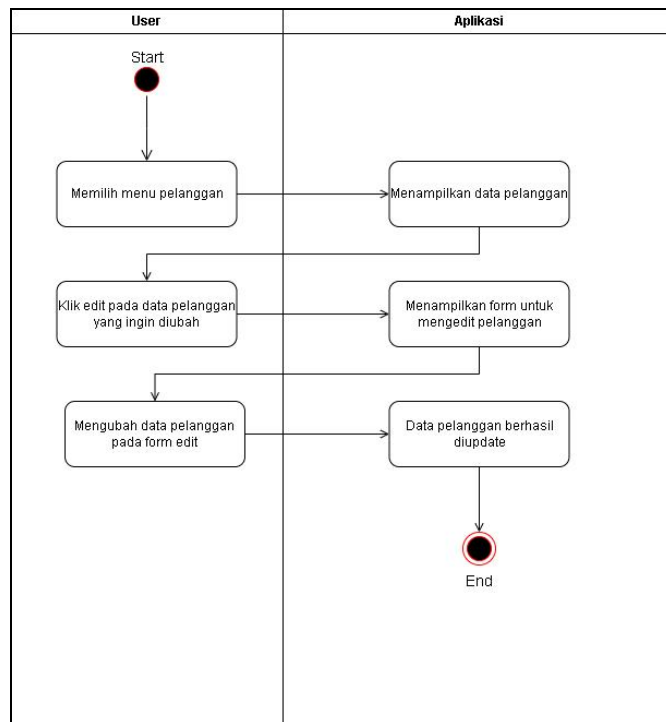 User
Aplikasi
Start
Memilih menu pelanggan
Menampilkan data pelanggan
Klik edit pada data pelanggan
yang ingin diubah
Menampilkan form untuk
mengedit pelanggan
Mengubah data pelanggan
pada form edit
Data pelanggan berhasil
diupdate
End